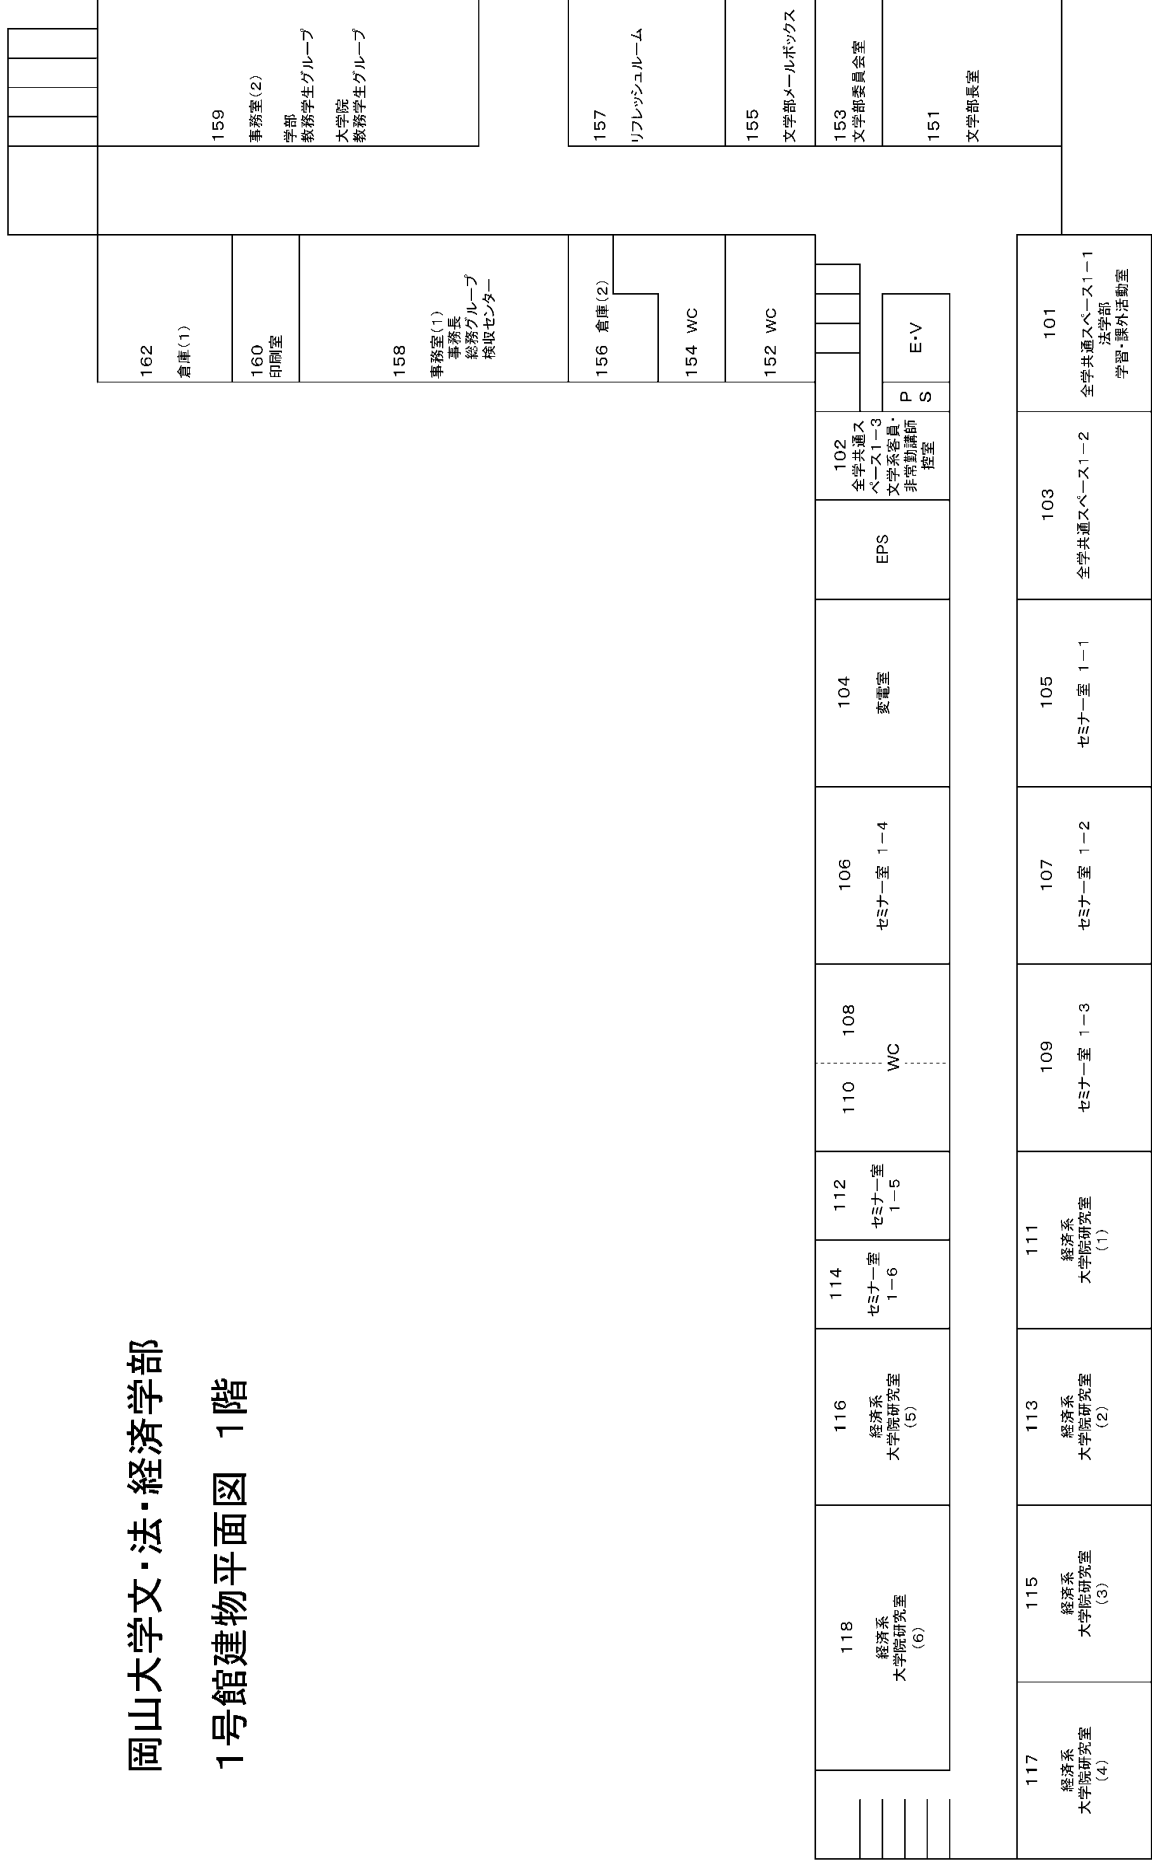 岡山大学文・法・経済学部
1号館建物平面図 1階
118
経済系
大学院研究室
(6)
116
経済系
大学院研究室
(5)
114
セミナー室
1-6
112
セミナー室
1-5
110
108
WC
106
セミナー室 1-4
104
変電室
EPS
102
全学共通ス
ペース1-3
文学系客員・
非常勤講師
控室
P
S
E・V
117
経済系
大学院研究室
(4)
115
経済系
大学院研究室
(3)
113
経済系
大学院研究室
(2)
111
経済系
大学院研究室
(1)
109
セミナー室 1-3
107
セミナー室 1-2
105
セミナー室 1-1
103
全学共通スペース1-2
101
全学共通スペース1-1
法学部
学習・課外活動室
162
倉庫(1)
160
印刷室
158
事務室(1)
事務長
総務グループ
検収センター
156 倉庫(2)
154 WC
152 WC
159
事務室(2)
学部
教務学生グループ
大学院
教務学生グループ
157
リフレッシュルーム
155
文学部メールボックス
153
文学部委員会室
151
文学部長室